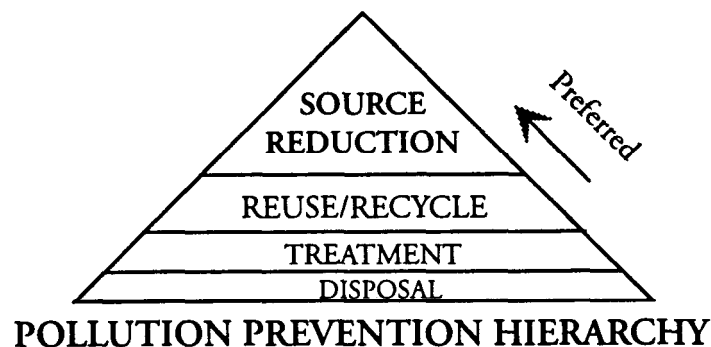 SOURCE
REDUCTION
Preferred
REUSE/RECYCLE
TREATMENT
DISPOSAL
POLLUTION PREVENTION HIERARCHY